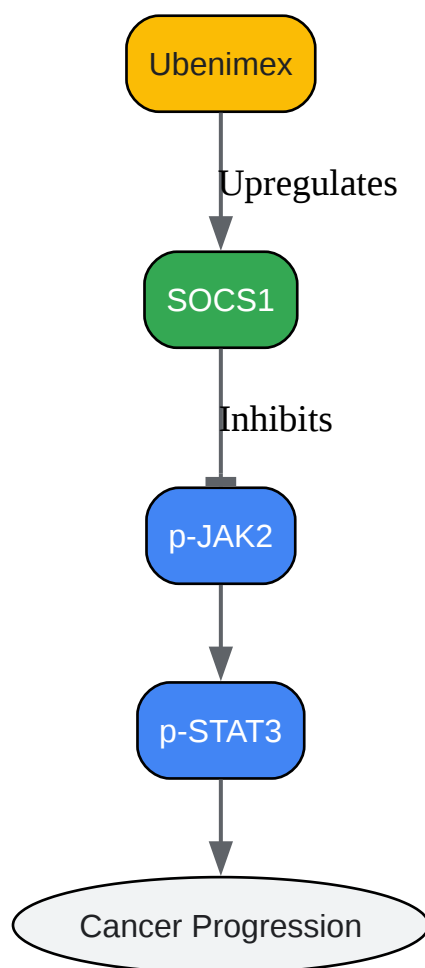 Ubenimex
Upregulates
SOCS1
Inhibits
p-JAK2
p-STAT3
Cancer Progression